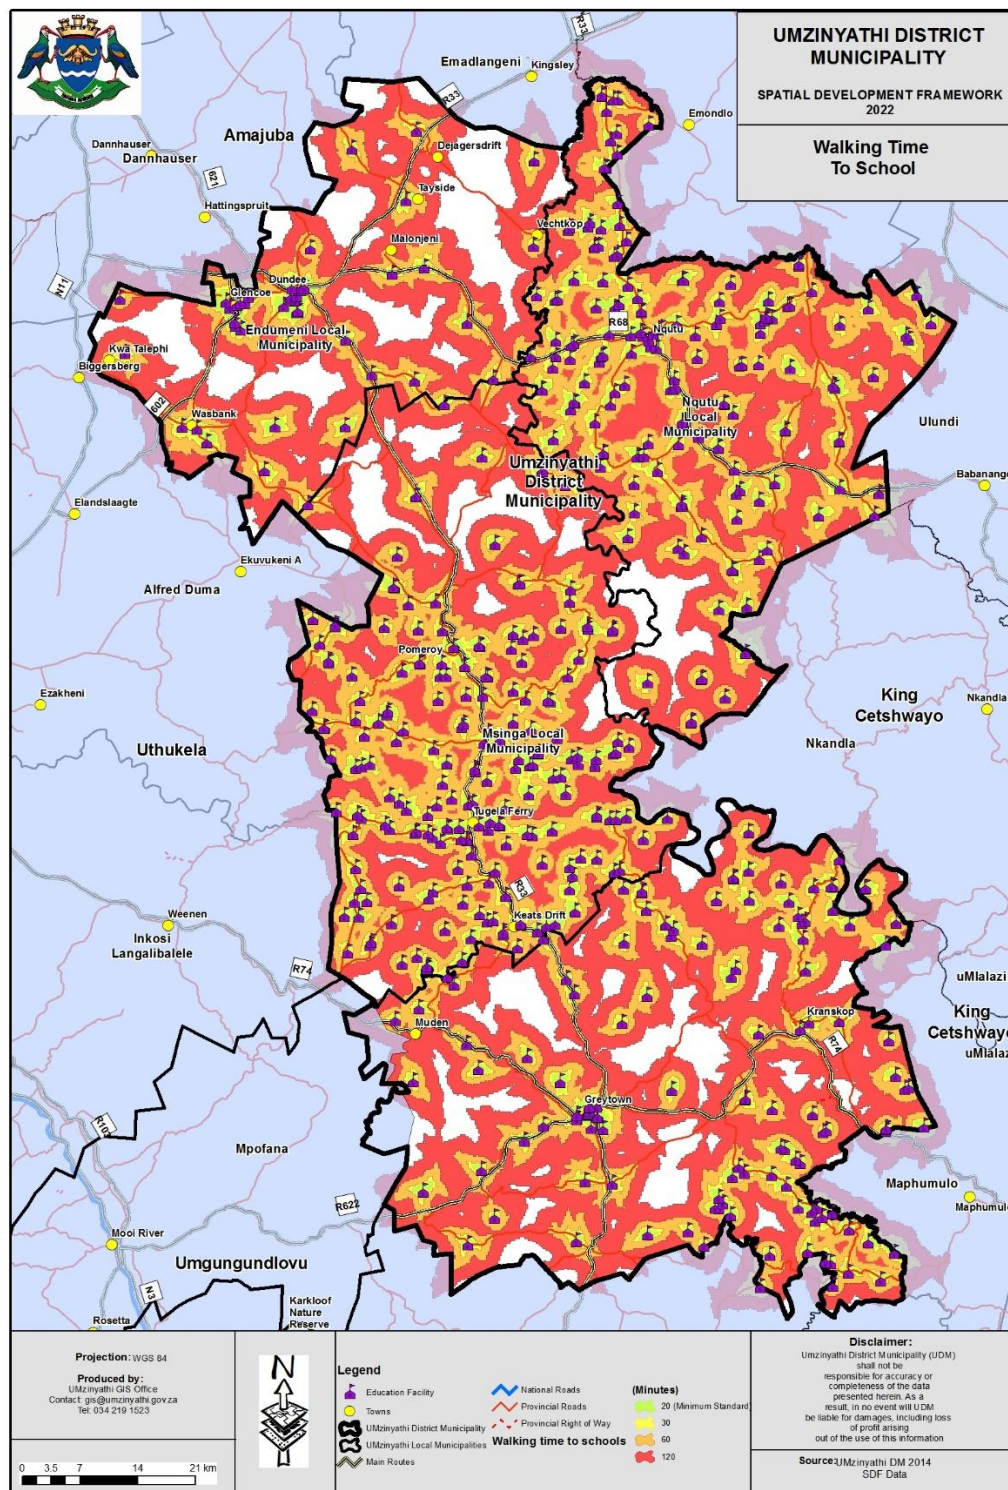 UMZINYATHI DISTRICT
MUNICIPALITY
SPATIAL DEVELOPMENT FRAMEWORK
2022
Walking Time
To School
R33
Emadlangeni
Kingsley
R33
Emondlo
Dannhauser
Dannhauser
Amajuba
Dejagersdrift
621
Hattingspruit
Tayside
Vechtkop
Malonjeni
N11
Dundee
Glencoe
Endumeni Local
Municipality
R68
Nqutu
Kwa Talephi
Biggersberg
602
Wasbank
Nqutu
Local
Municipality
Ulundi
Umzinyathi
District
Municipality
Babanango
Elandslaagte
Ekuvukeni A
Alfred Duma
Pomeroy
Ezakheni
King
Cetshwayo
Nkandla
Nkandla
Uthukela
Msinga Local
Municipality
Tugela Ferry
R33
Keats Drift
Weenen
Inkosi
Langalibalele
R74
uMlalazi
King
Cetshwayo
uMlalaz
Kranskop
R74
Muden
Greytown
R103
Mpofana
Maphumulo
Maphumulo
R622
Mooi River
Umgungundlovu
N3
Rosetta
Karkloof
Nature
Reserve
Projection: WGS 84
Produced by:
UMzinyathi GIS Office
Contact: gis@umzinyathi.gov.za
Tel: 034 219 1523
0 3.5 7 14 21 km
N
Legend
Education Facility
Towns
UMzinyathi District Municipality
UMzinyathi Local Municipalities
Main Routes
National Roads
Provincial Roads
Provincial Right of Way
Walking time to schools
(Minutes)
20 (Minimum Standard)
30
60
120
Disclaimer:
Umzinyathi District Municipality (UDM)
shall not be
responsible for accuracy or
completeness of the data
presented herein. As a
result, in no event will UDM
be liable for damages, including loss
of profit arising
out of the use of this information
Source: UMzinyathi DM 2014
SDF Data